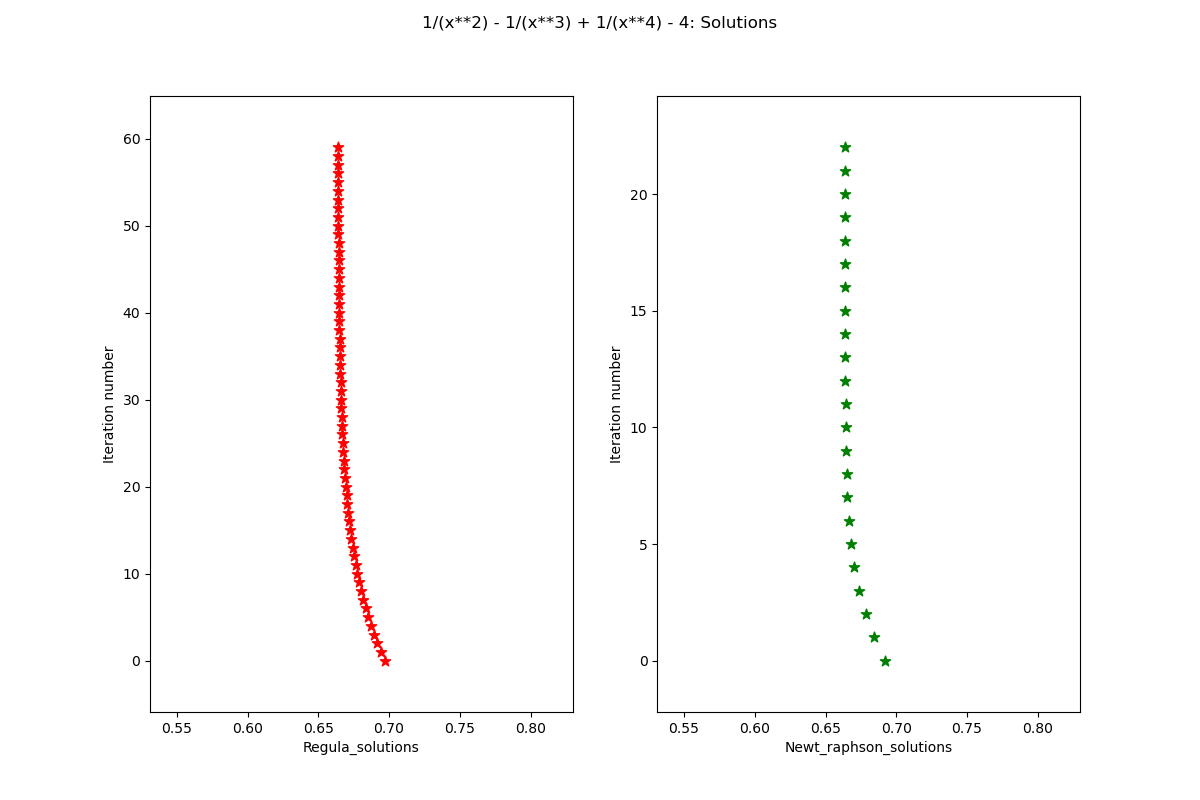 1/(x**2) - 1/(x**3) + 1/(x**4) - 4: Solutions
60
50
40
30
20
10
0
Iteration number
0.55 0.60 0.65 0.70 0.75 0.80
Regula_solutions
20
15
10
5
0
Iteration number
0.55 0.60 0.65 0.70 0.75 0.80
Newt_raphson_solutions